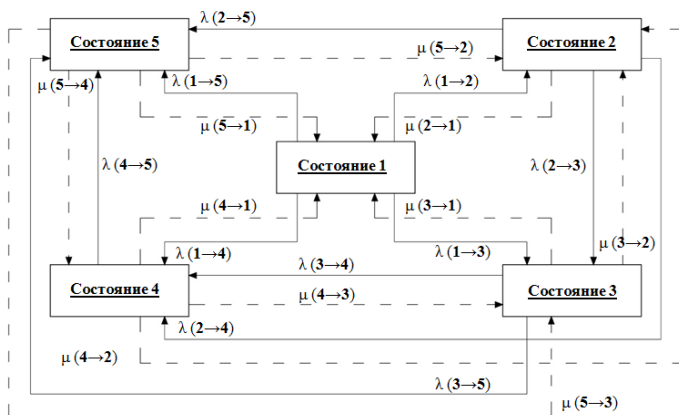 λ (2→5)
Состояние 5
Состояние 2
μ (5→2)
μ (5→4)
λ (1→5)
λ (1→2)
μ (5→1)
μ (2→1)
Состояние 1
λ (4→5)
λ (2→3)
μ (4→1)
μ (3→1)
μ (3→2)
λ (1→4)
λ (1→3)
λ (3→4)
Состояние 4
Состояние 3
μ (4→3)
λ (2→4)
μ (4→2)
λ (3→5)
μ (5→3)